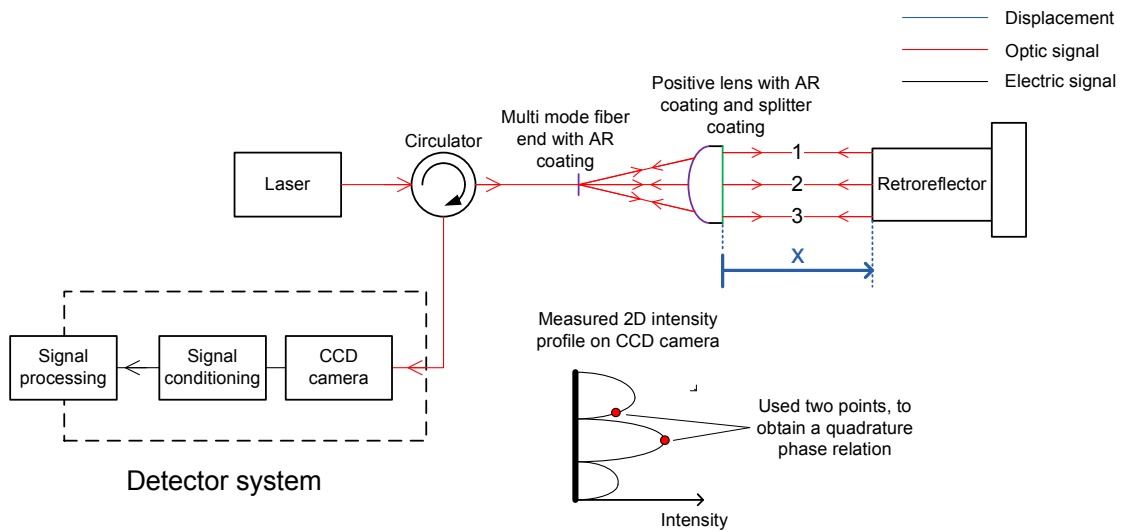 Displacement
Optic signal
Electric signal
Positive lens with AR
coating and splitter
coating
Multi mode fiber
end with AR
coating
Circulator
Laser
1
2
3
Retroreflector
X
Measured 2D intensity
profile on CCD camera
Signal
processing
Signal
conditioning
CCD
camera
Used two points, to
obtain a quadrature
phase relation
Detector system
Intensity